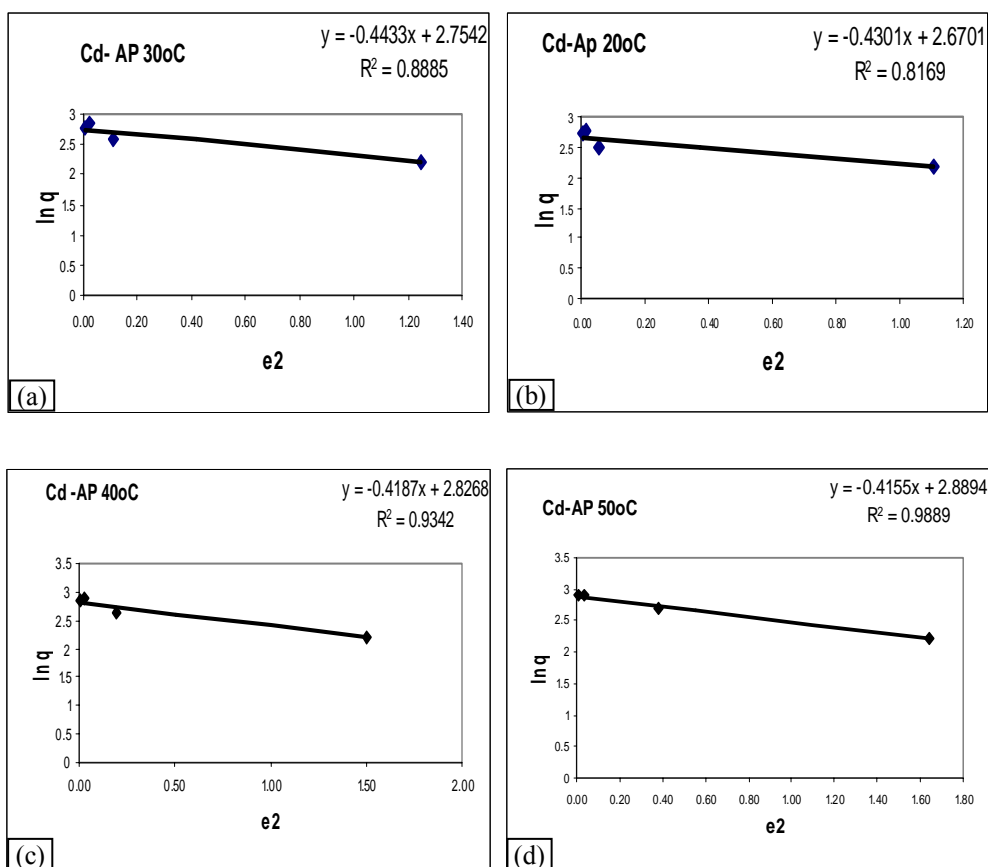 Cd- AP 30oC
y = -0.4433x + 2.7542
R² = 0.8885
3
2.5
2
1.5
1
0.5
0
0.00 0.20 0.40 0.60 0.80 1.00 1.20 1.40
ln q
e2
(a)
Cd-Ap 20oC
y = -0.4301x + 2.6701
R² = 0.8169
3
2.5
2
1.5
1
0.5
0
0.00 0.20 0.40 0.60 0.80 1.00 1.20
ln q
e2
(b)
Cd -AP 40oC
y = -0.4187x + 2.8268
R² = 0.9342
3.5
3
2.5
2
1.5
1
0.5
0
0.00 0.50 1.00 1.50 2.00
ln q
e2
(c)
Cd-AP 50oC
y = -0.4155x + 2.8894
R² = 0.9889
3.5
3
2.5
2
1.5
1
0.5
0
0.00 0.20 0.40 0.60 0.80 1.00 1.20 1.40 1.60 1.80
ln q
e2
(d)